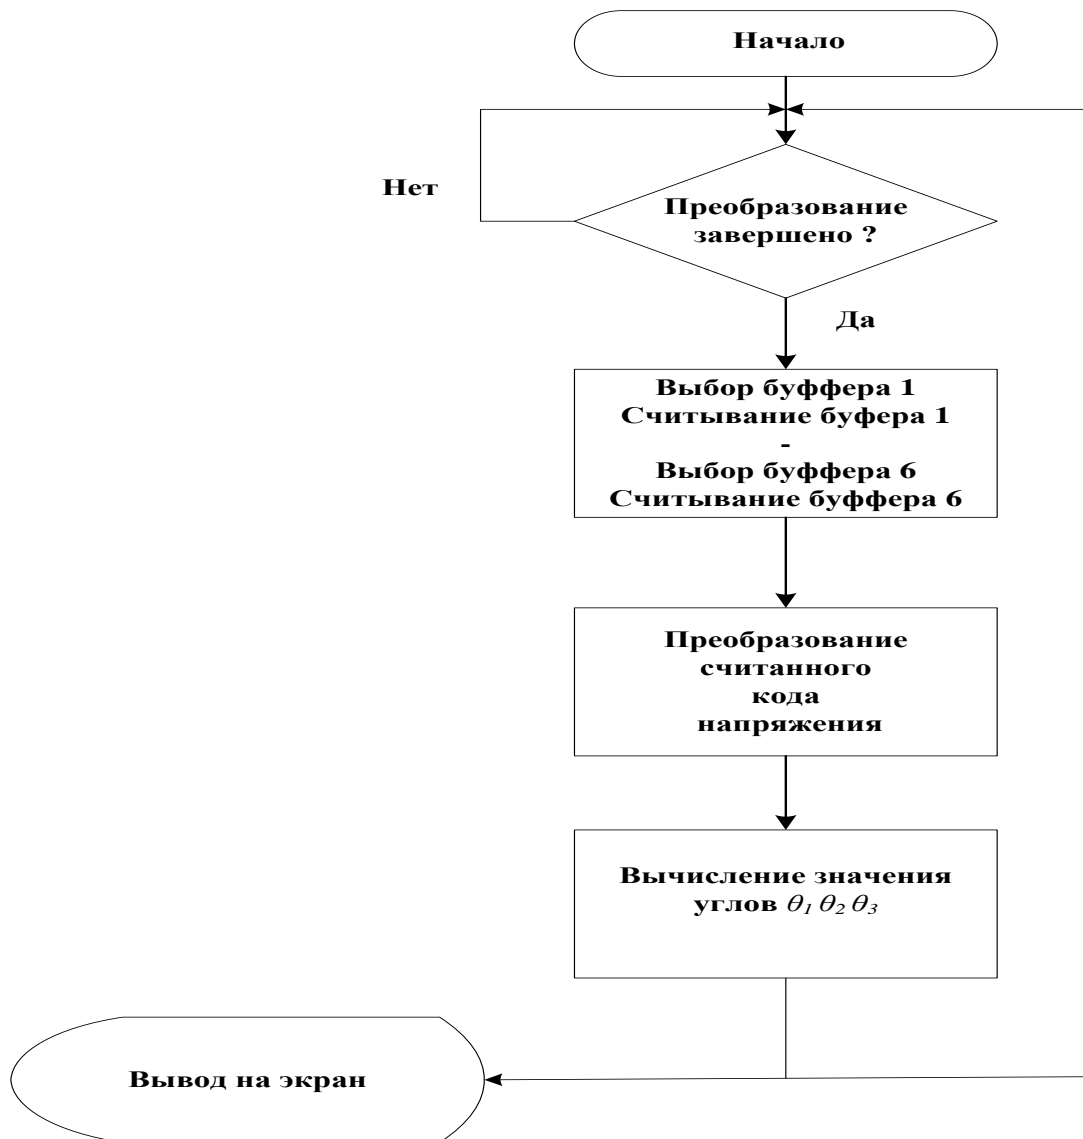 Начало
Нет
Преобразование
завершено ?
Да
Выбор буффера 1
Считывание буфера 1
-
Выбор буффера 6
Считывание буффера 6
Преобразование
считанного
кода
напряжения
Вычисление значения
углов θ₁ θ₂ θ₃
Вывод на экран